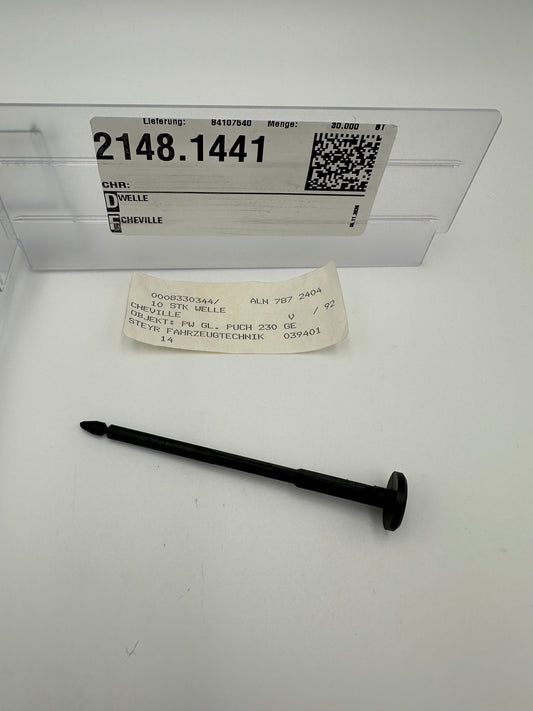 Lieferung: 84107540 Menge: 30.000 ST
2148.1441
CHR:
D WELLE
CHEVILLE
0008330344/ ALN 787 2404
10 STK WELLE
CHEVILLE V / 92
OBJEKT: PW GL. PUCH 230 GE
STEYR FAHRZEUGTECHNIK 039401
14